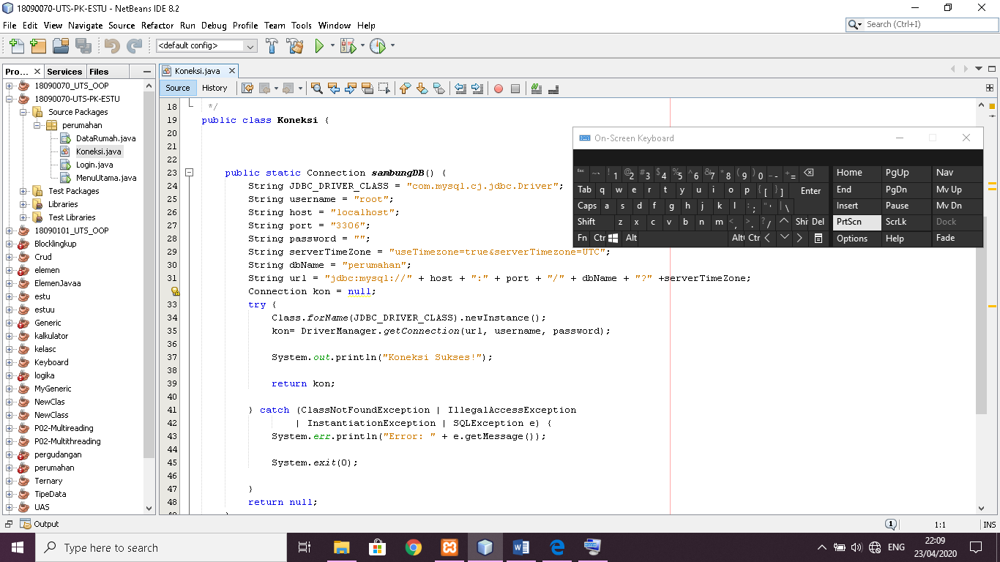 18090070-UTS-PK-ESTU - NetBeans IDE 8.2
File Edit View Navigate Source Refactor Run Debug Profile Team Tools Window Help
Search (Ctrl+I)
<default config>
Pro... Services Files
Koneksi.java
Source History
18090070_UTS_OOP
18090070-UTS-PK-ESTU
Source Packages
perumahan
DataRumah.java
Koneksi.java
Login.java
MenuUtama.java
Test Packages
Libraries
Test Libraries
18090101_UTS_OOP
Blocklingkup
Crud
elemen
ElemenJavaa
estu
estuu
Generic
kalkulator
kelasc
Keyboard
logika
MyGeneric
NewClas
NewClass
P02-Multireading
P02-Multithreading
pergudangan
perumahan
Ternary
TipeData
UAS
18 */
19 public class Koneksi {
20
21
22
23 public static Connection sambungDB() {
24 String JDBC_DRIVER_CLASS = "com.mysql.cj.jdbc.Driver";
25 String username = "root";
26 String host = "localhost";
27 String port = "3306";
28 String password = "";
29 String serverTimeZone = "useTimezone=true&serverTimezone=UTC";
30 String dbName = "perumahan";
31 String url = "jdbc:mysql://" + host + ":" + port + "/" + dbName + "?" +serverTimeZone;
Connection kon = null;
33 try {
34 Class.forName(JDBC_DRIVER_CLASS).newInstance();
35 kon= DriverManager.getConnection(url, username, password);
36
37 System.out.println("Koneksi Sukses!");
38
39 return kon;
40
41 } catch (ClassNotFoundException | IllegalAccessException
42 | InstantiationException | SQLException e) {
43 System.err.println("Error: " + e.getMessage());
44
45 System.exit(0);
46
47 }
48 return null;
On-Screen Keyboard
Esc ~ ` ! 1 @ 2 # 3 $ 4 % 5 ^ 6 & 7 * 8 ( 9 ) 0 _ - + = Home PgUp Nav
Tab q w e r t y u i o p { [ } ] Enter End PgDn Mv Up
Caps a s d f g h j k l : ; " ' | \ Insert Pause Mv Dn
Shift z x c v b n m < , > . ? / Shi Del PrtScn ScrLk Dock
Fn Ctr Alt Alt Ctr Options Help Fade
Output
1 1:1 INS
Type here to search
ENG
22:09
23/04/2020